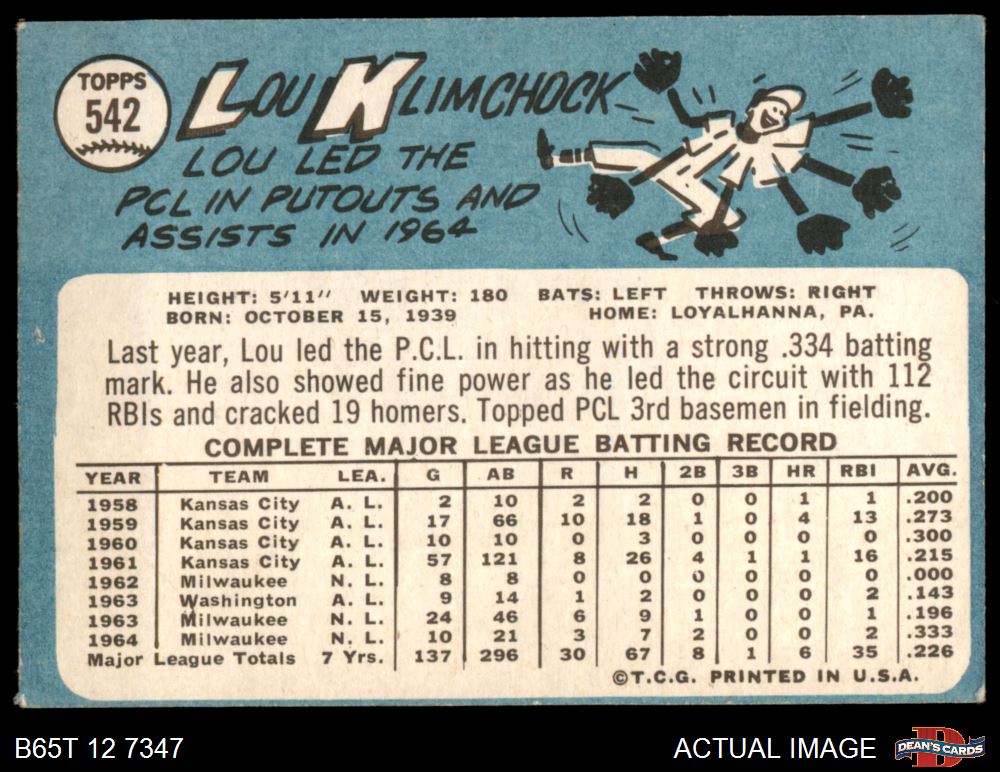 TOPPS
542
LOU KLIMCHOCK
LOU LED THE
PCL IN PUTOUTS AND
ASSISTS IN 1964
HEIGHT: 5'11" WEIGHT: 180 BATS: LEFT THROWS: RIGHT
BORN: OCTOBER 15, 1939 HOME: LOYALHANNA, PA.
Last year, Lou led the P.C.L. in hitting with a strong .334 batting
mark. He also showed fine power as he led the circuit with 112
RBIs and cracked 19 homers. Topped PCL 3rd basemen in fielding.
COMPLETE MAJOR LEAGUE BATTING RECORD
YEAR TEAM LEA. G AB R H 2B 3B HR RBI AVG.
1958 Kansas City A. L. 2 10 2 2 0 0 1 1 .200
1959 Kansas City A. L. 17 66 10 18 1 0 4 13 .273
1960 Kansas City A. L. 10 10 0 3 0 0 0 0 .300
1961 Kansas City A. L. 57 121 8 26 4 1 1 16 .215
1962 Milwaukee N. L. 8 8 0 0 0 0 0 0 .000
1963 Washington A. L. 9 14 1 2 0 0 0 2 .143
1963 Milwaukee N. L. 24 46 6 9 1 0 0 1 .196
1964 Milwaukee N. L. 10 21 3 7 2 0 0 2 .333
Major League Totals 7 Yrs. 137 296 30 67 8 1 6 35 .226
©T.C.G. PRINTED IN U.S.A.
B65T 12 7347 ACTUAL IMAGE
D
DEAN'S CARDS